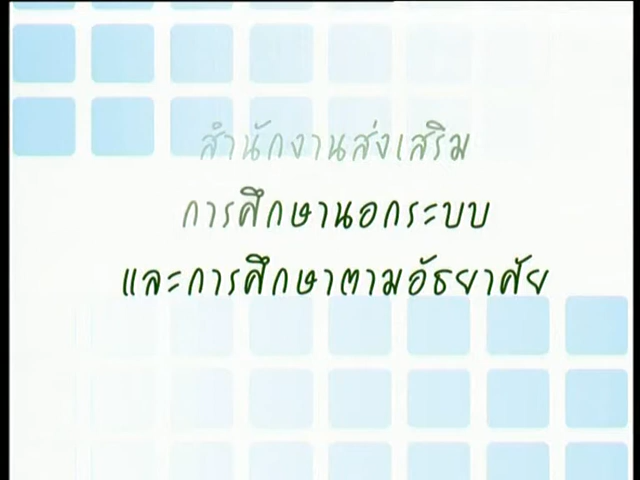 สำนักงานส่งเสริม
การศึกษานอกระบบ
และการศึกษาตามอัธยาศัย